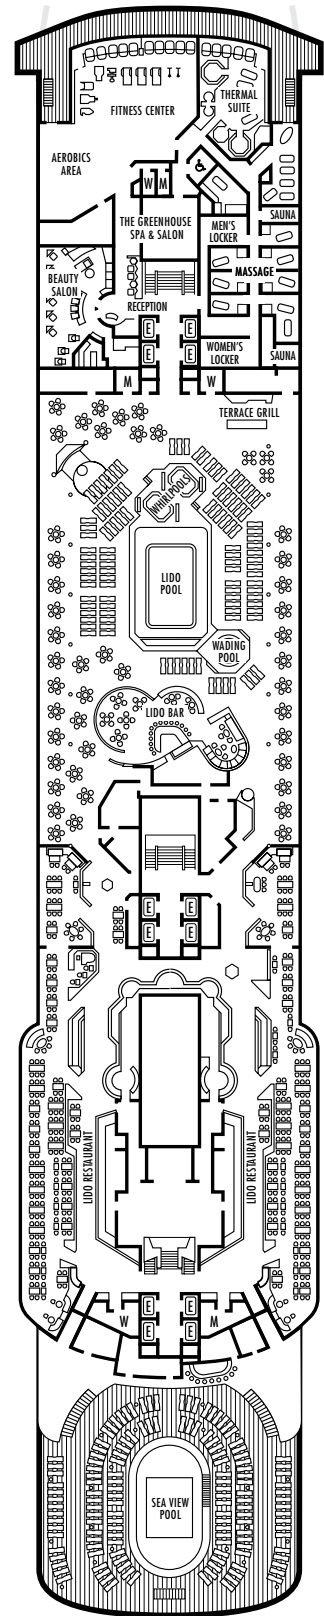 FITNESS CENTER
THERMAL
SUITE
AEROBICS
AREA
W M
SAUNA
THE GREENHOUSE
SPA & SALON
MEN'S
LOCKER
MASSAGE
BEAUTY
SALON
RECEPTION
E E
E E
WOMEN'S
LOCKER
SAUNA
M
W
TERRACE GRILL
WHIRLPOOLS
LIDO
POOL
WADING
POOL
LIDO BAR
E E
E E
LIDO RESTAURANT
LIDO RESTAURANT
E E
W
M
E E
SEA VIEW
POOL